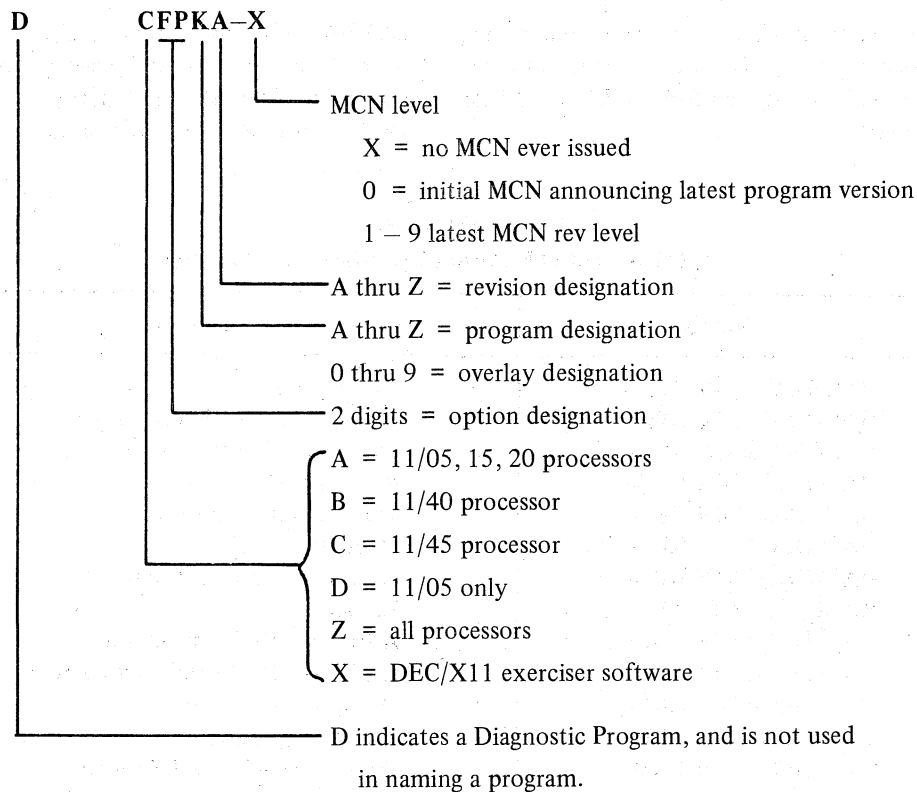 D CFPKA–X
MCN level
X = no MCN ever issued
0 = initial MCN announcing latest program version
1 – 9 latest MCN rev level
A thru Z = revision designation
A thru Z = program designation
0 thru 9 = overlay designation
2 digits = option designation
A = 11/05, 15, 20 processors
B = 11/40 processor
C = 11/45 processor
D = 11/05 only
Z = all processors
X = DEC/X11 exerciser software
D indicates a Diagnostic Program, and is not used
in naming a program.